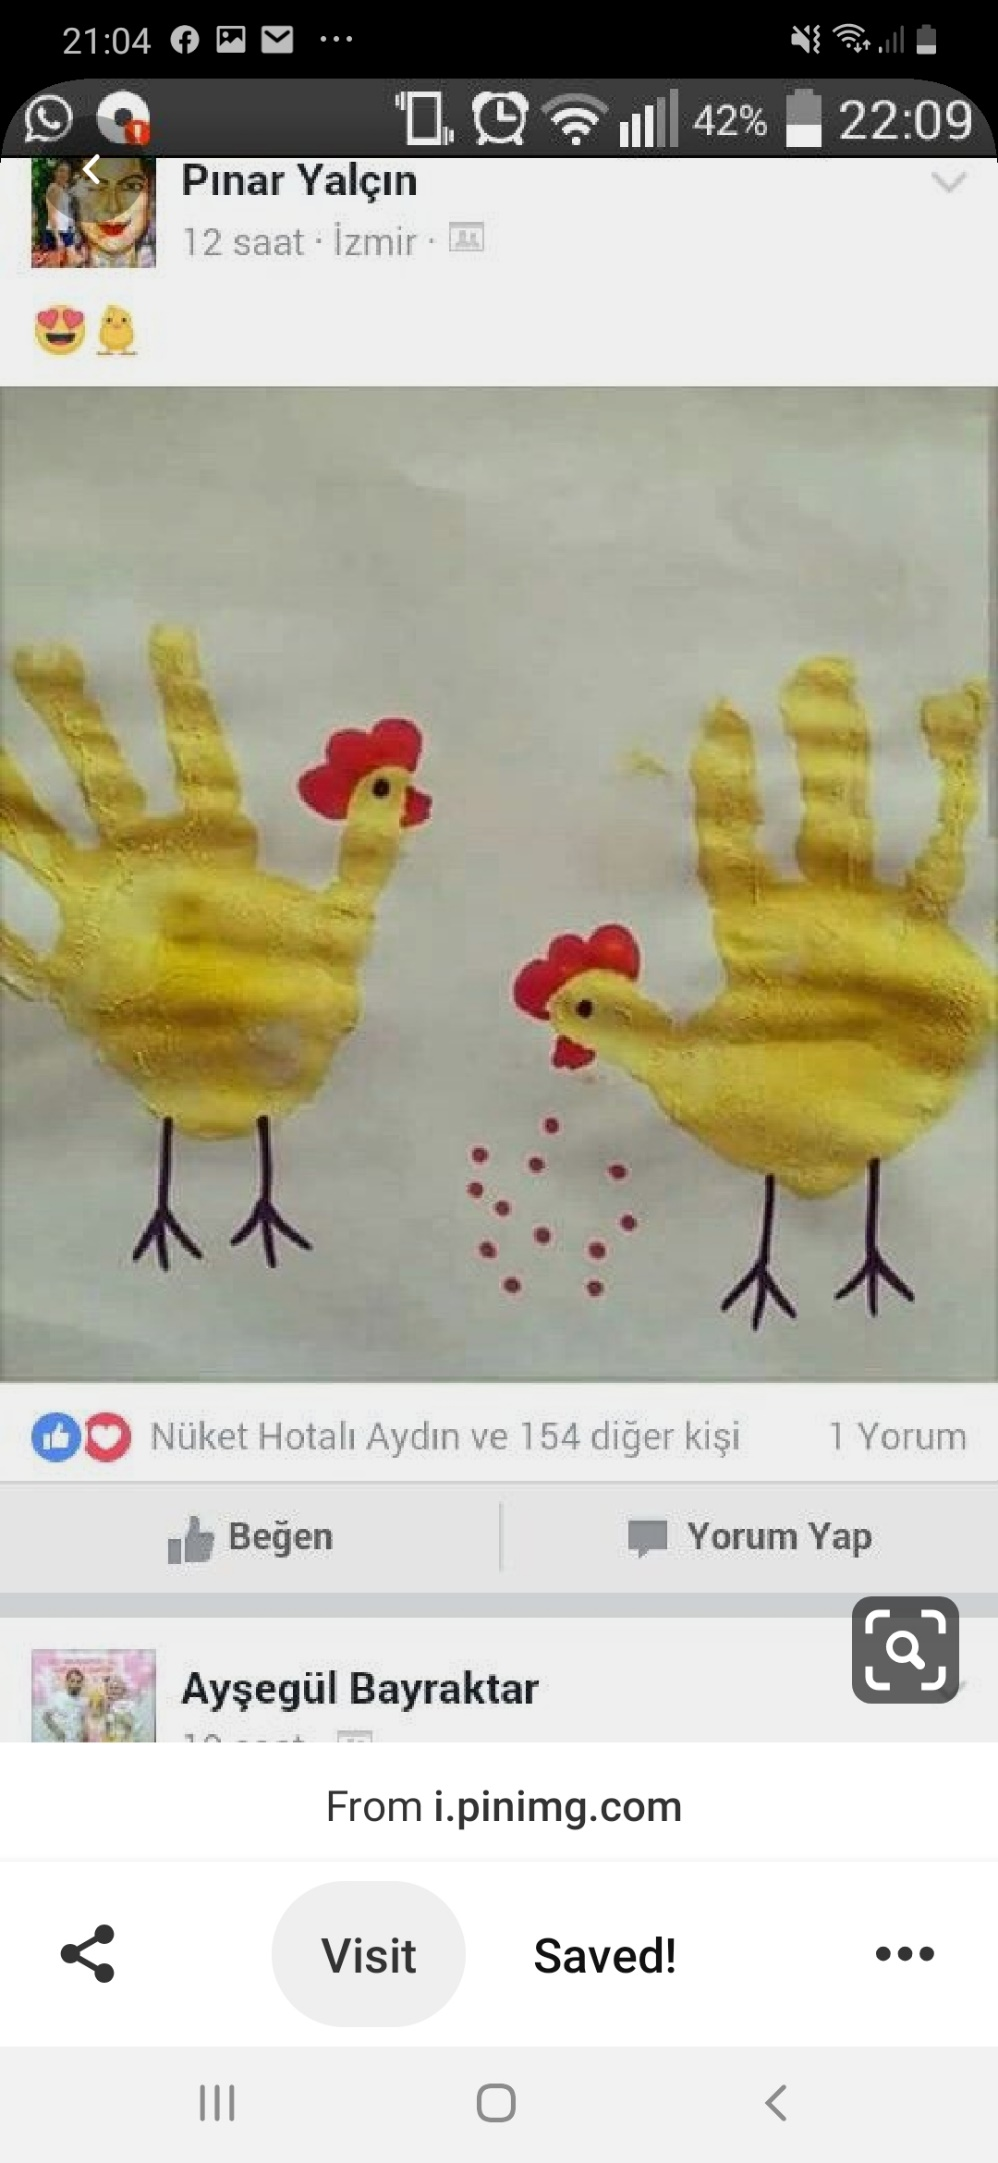 21:04
42% 22:09
Pınar Yalçın
12 saat · İzmir ·
Nüket Hotalı Aydın ve 154 diğer kişi 1 Yorum
Beğen Yorum Yap
Ayşegül Bayraktar
From i.pinimg.com
Visit Saved!